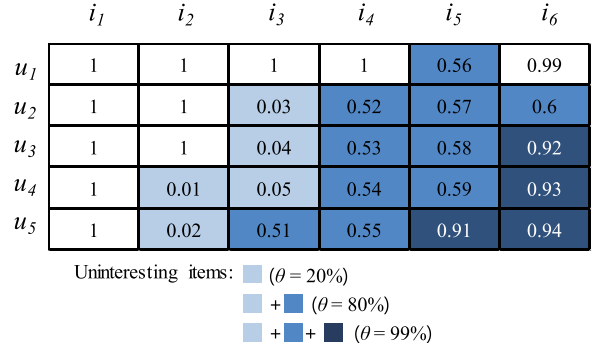 i1 i2 i3 i4 i5 i6
u1 1 1 1 1 0.56 0.99
u2 1 1 0.03 0.52 0.57 0.6
u3 1 1 0.04 0.53 0.58 0.92
u4 1 0.01 0.05 0.54 0.59 0.93
u5 1 0.02 0.51 0.55 0.91 0.94
Uninteresting items: (θ = 20%)
+ (θ = 80%)
+ + (θ = 99%)